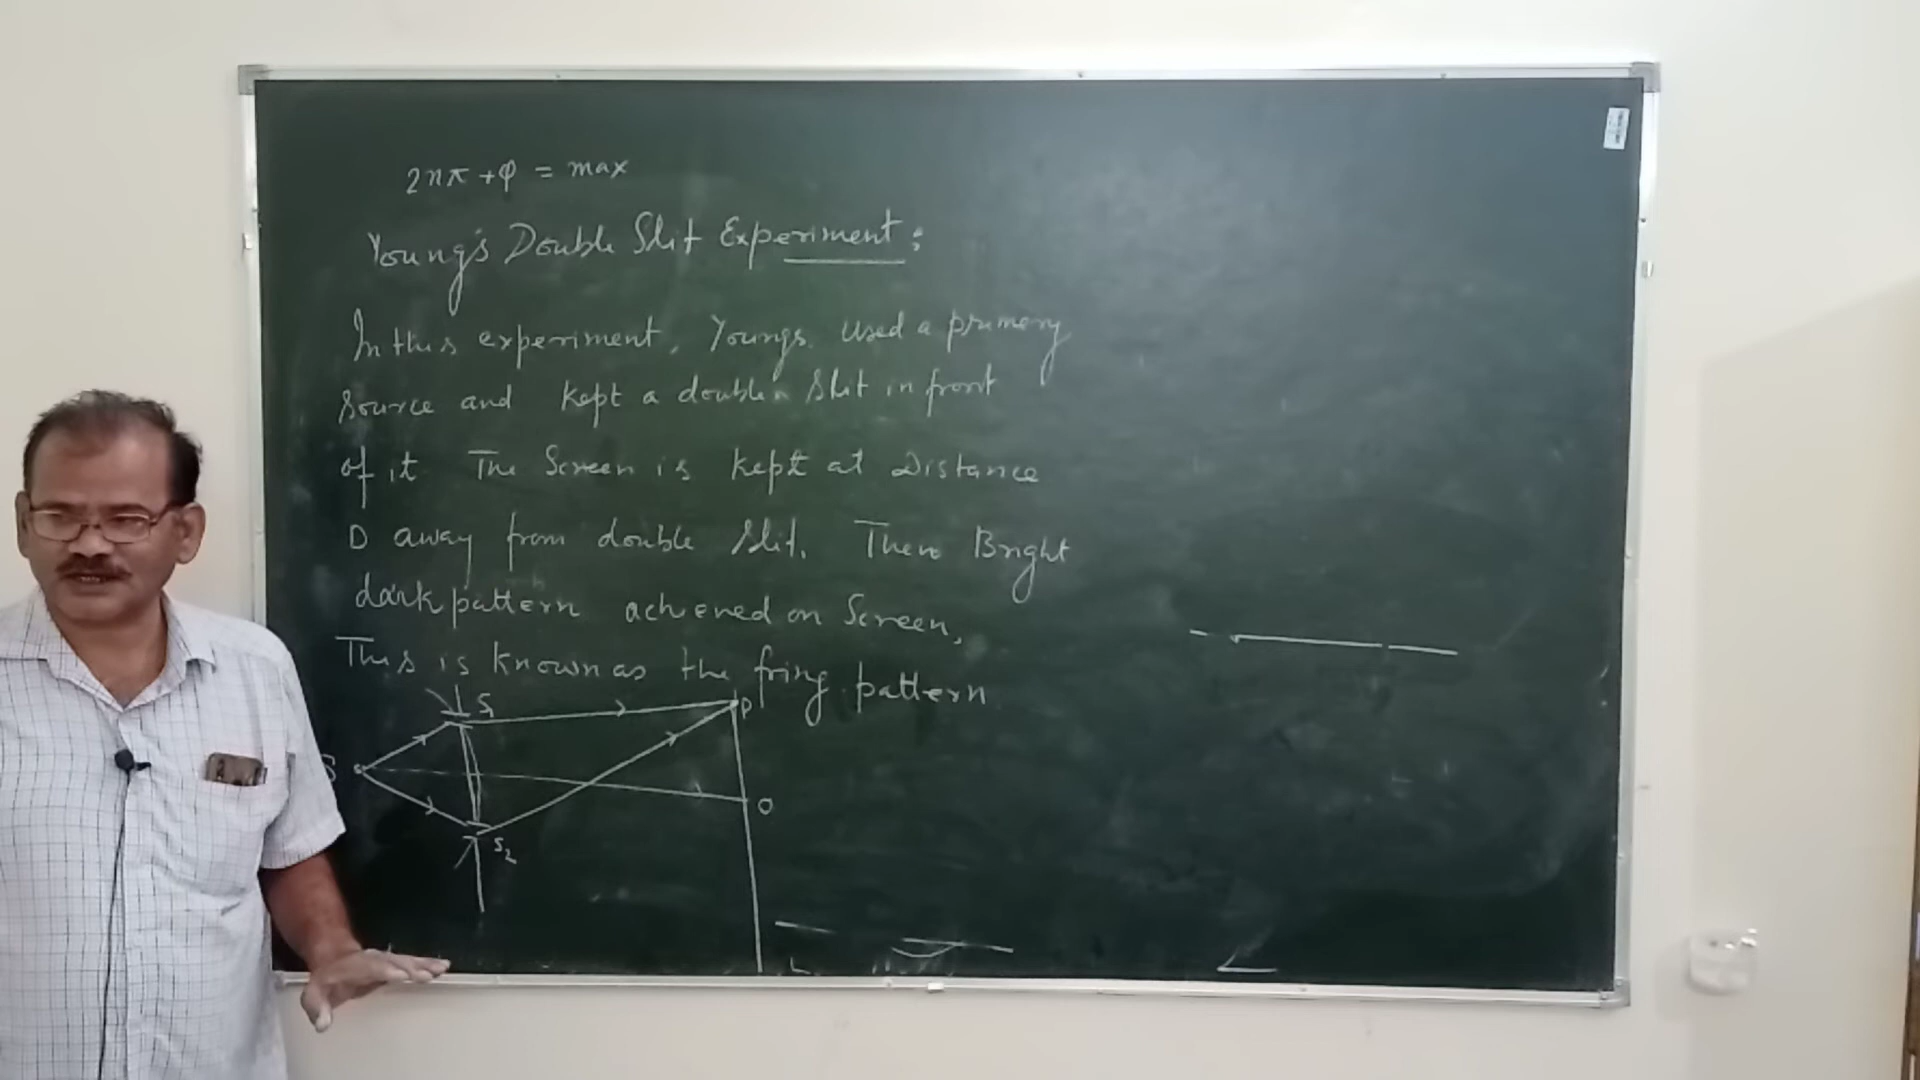 2nπ + φ = max
Young's Double Slit Experiment :
In this experiment, Youngs used a primary
source and kept a double slit in front
of it The Screen is kept at Distance
D away from double slit. Then Bright
dark pattern achieved on Screen,
This is known as the fring pattern
S₁
P
S
O
S₂